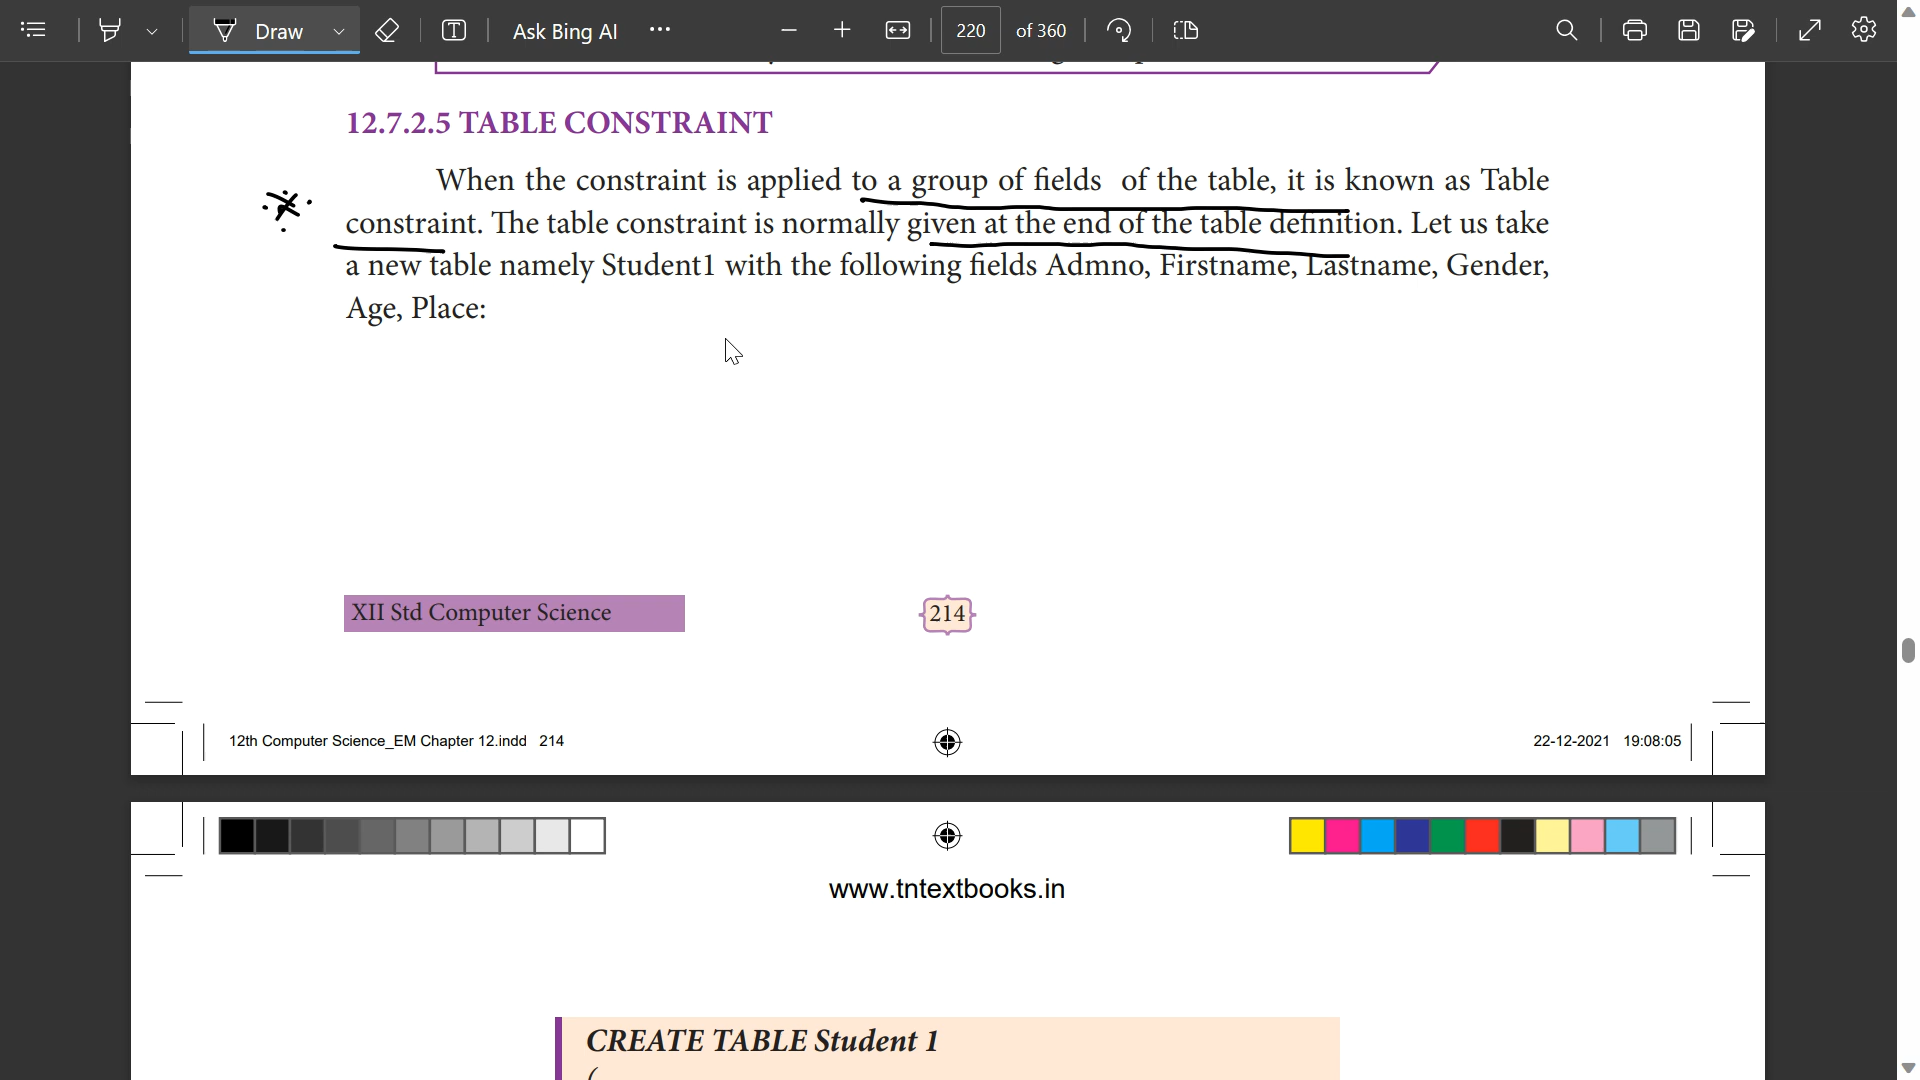 Draw
Ask Bing AI
220 of 360
12.7.2.5 TABLE CONSTRAINT
When the constraint is applied to a group of fields of the table, it is known as Table
constraint. The table constraint is normally given at the end of the table definition. Let us take
a new table namely Student1 with the following fields Admno, Firstname, Lastname, Gender,
Age, Place:
XII Std Computer Science
214
12th Computer Science_EM Chapter 12.indd 214
22-12-2021 19:08:05
www.tntextbooks.in
CREATE TABLE Student 1
(